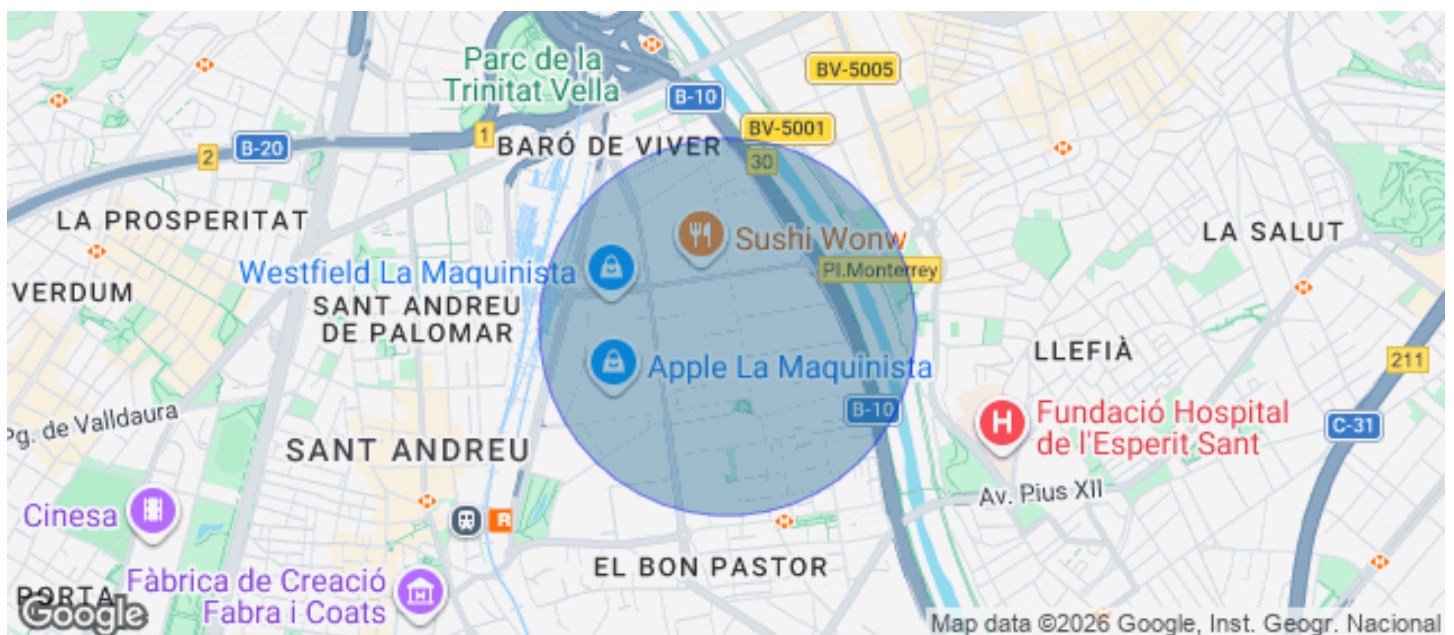 Parc de la
Trinitat Vella
BV-5005
B-10
1
BV-5001
2
B-20
BARÓ DE VIVER
30
LA PROSPERITAT
Sushi Wonw
LA SALUT
Westfield La Maquinista
Pl.Monterrey
VERDUM
SANT ANDREU
DE PALOMAR
LLEFIÀ
211
Apple La Maquinista
Pg. de Valldaura
B-10
H
Fundació Hospital
de l'Esperit Sant
C-31
SANT ANDREU
Av. Pius XII
Cinesa
R
EL BON PASTOR
Fàbrica de Creació
Fabra i Coats
PORTA
Google
Map data ©2026 Google, Inst. Geogr. Nacional